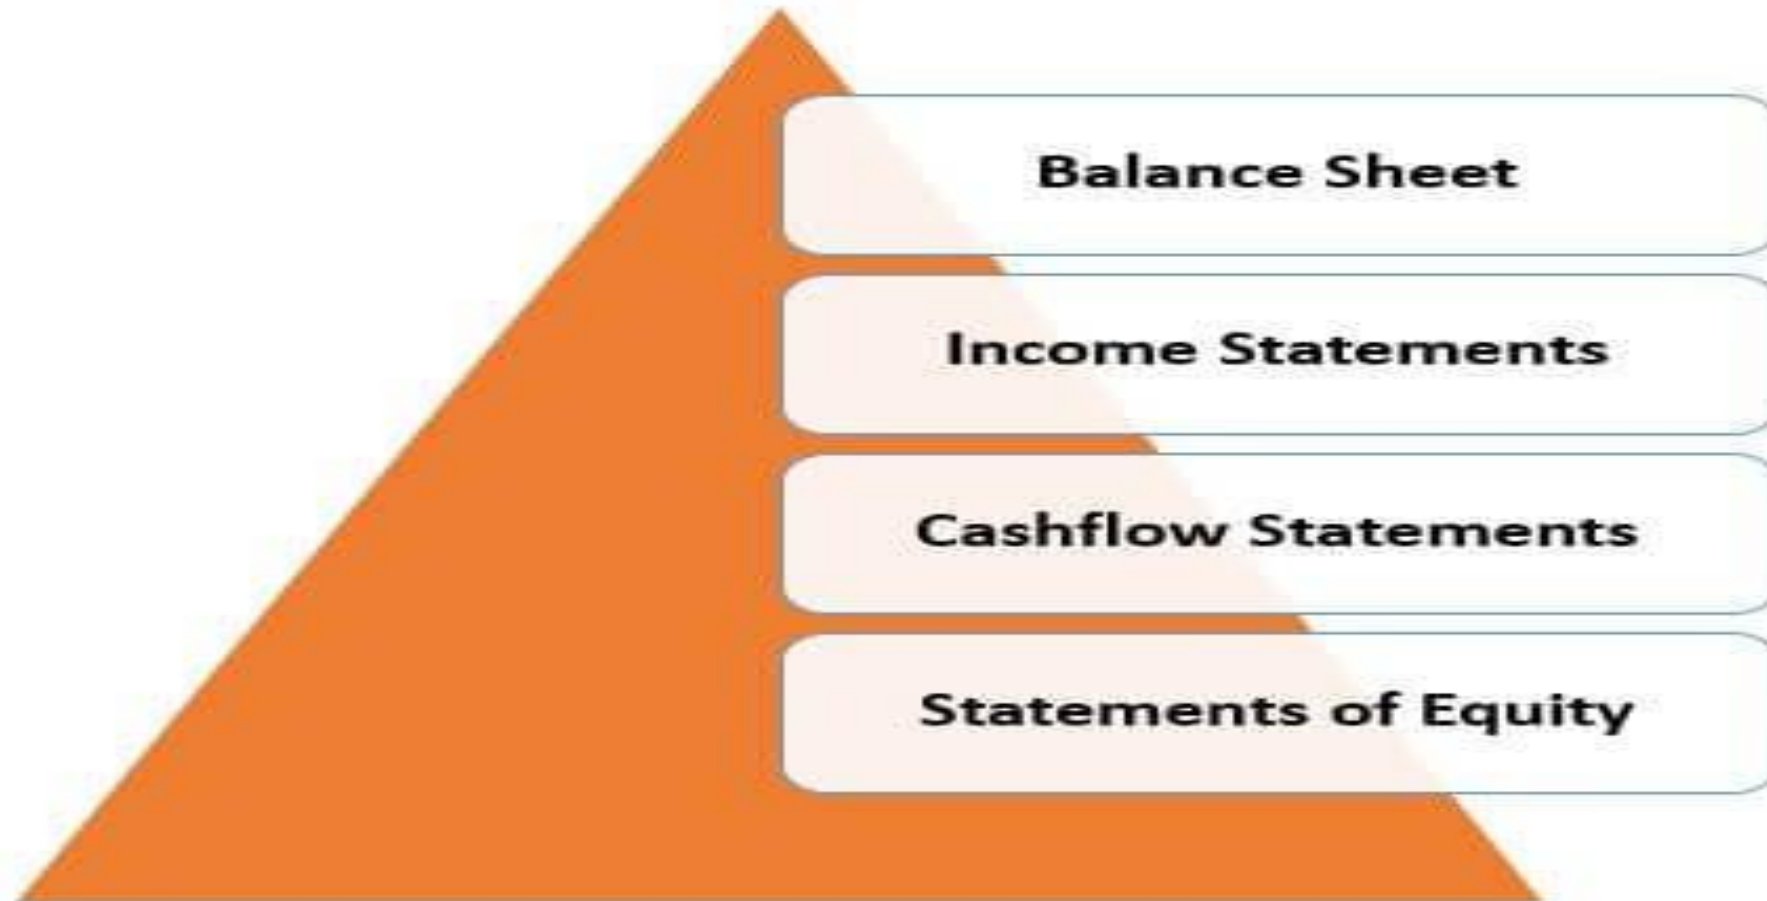 Balance Sheet
Income Statements
Cashflow Statements
Statements of Equity